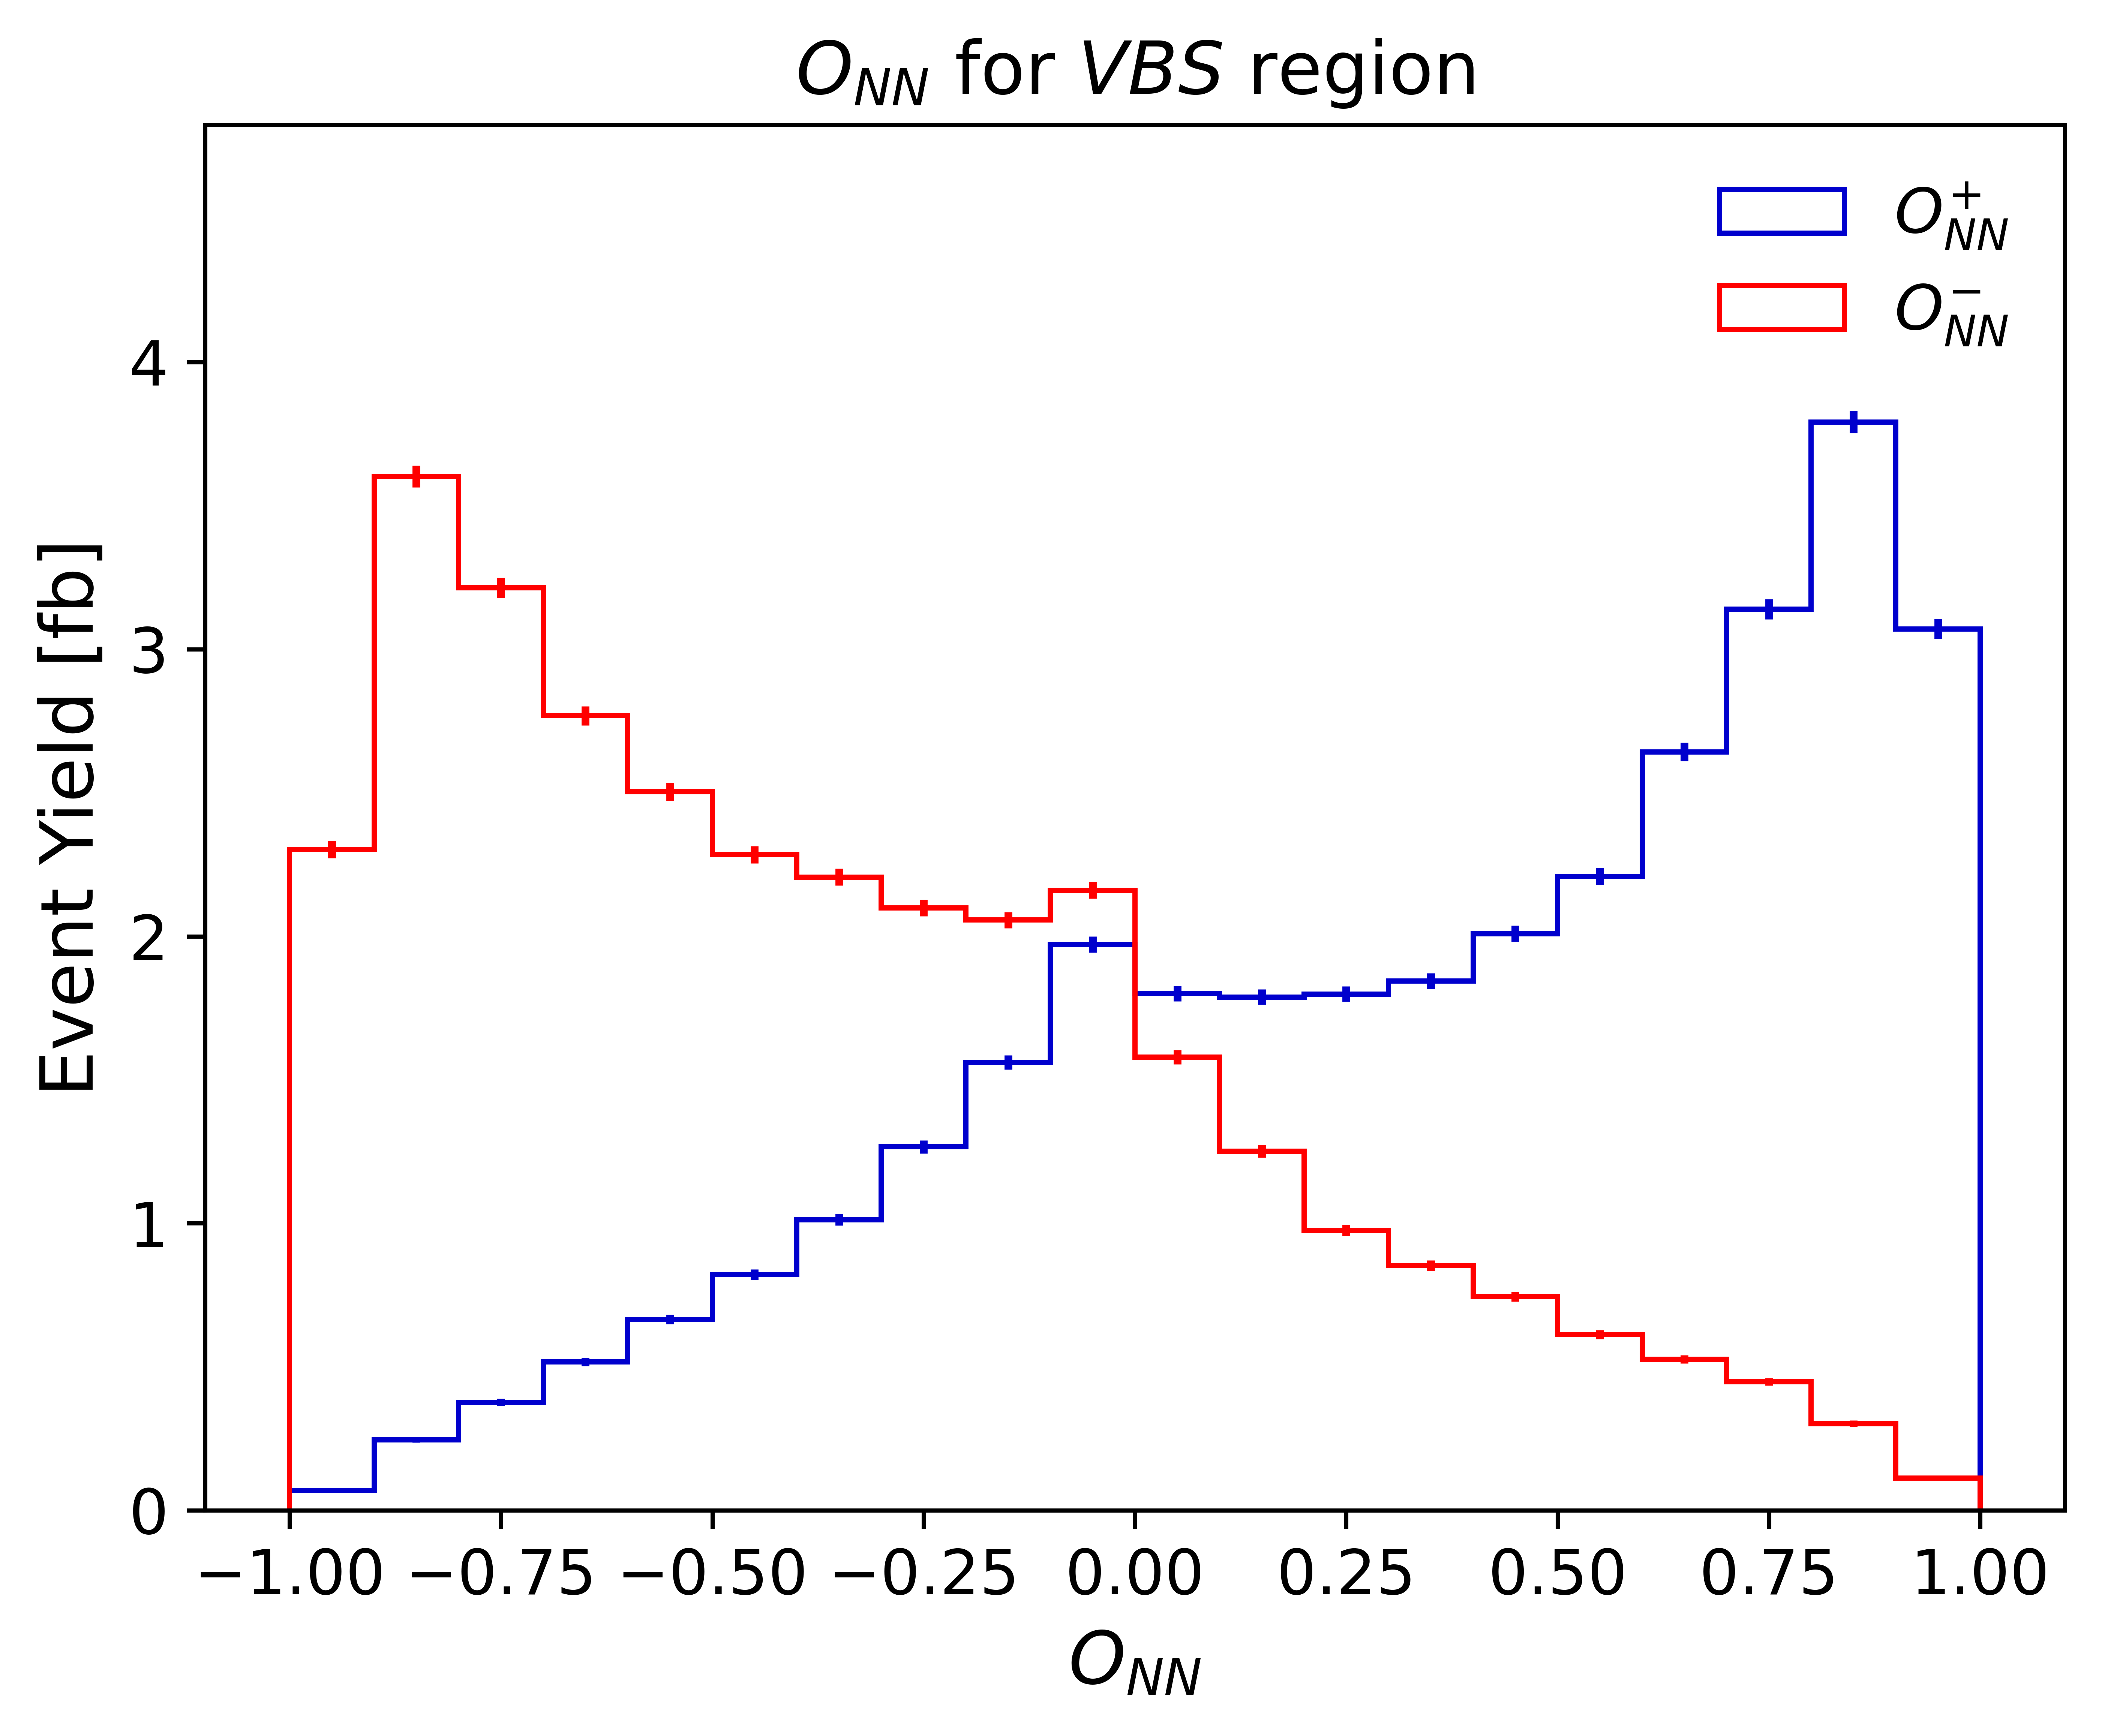 O_NN for VBS region
O⁺_NN
O⁻_NN
Event Yield [fb]
4
3
2
1
0
−1.00 −0.75 −0.50 −0.25 0.00 0.25 0.50 0.75 1.00
O_NN